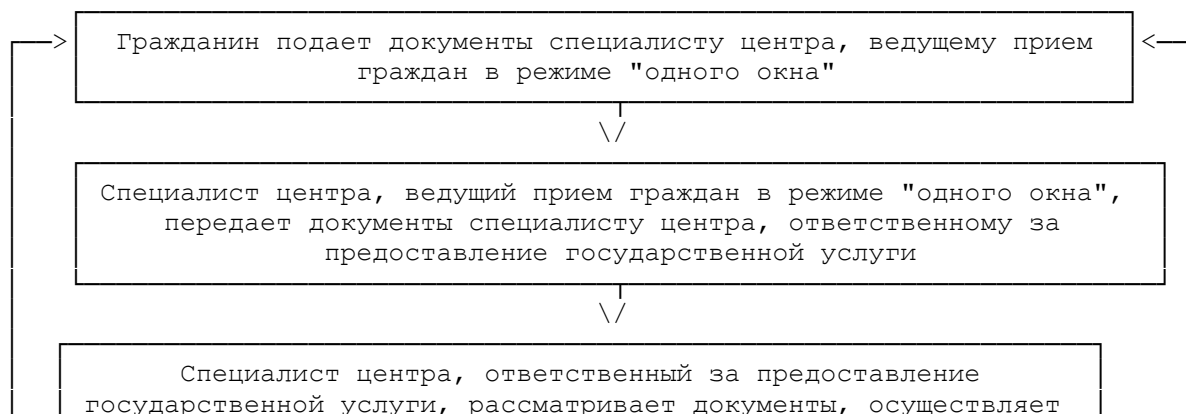 Гражданин подает документы специалисту центра, ведущему прием
граждан в режиме "одного окна"
Специалист центра, ведущий прием граждан в режиме "одного окна",
передает документы специалисту центра, ответственному за
предоставление государственной услуги
Специалист центра, ответственный за предоставление
государственной услуги, рассматривает документы, осуществляет